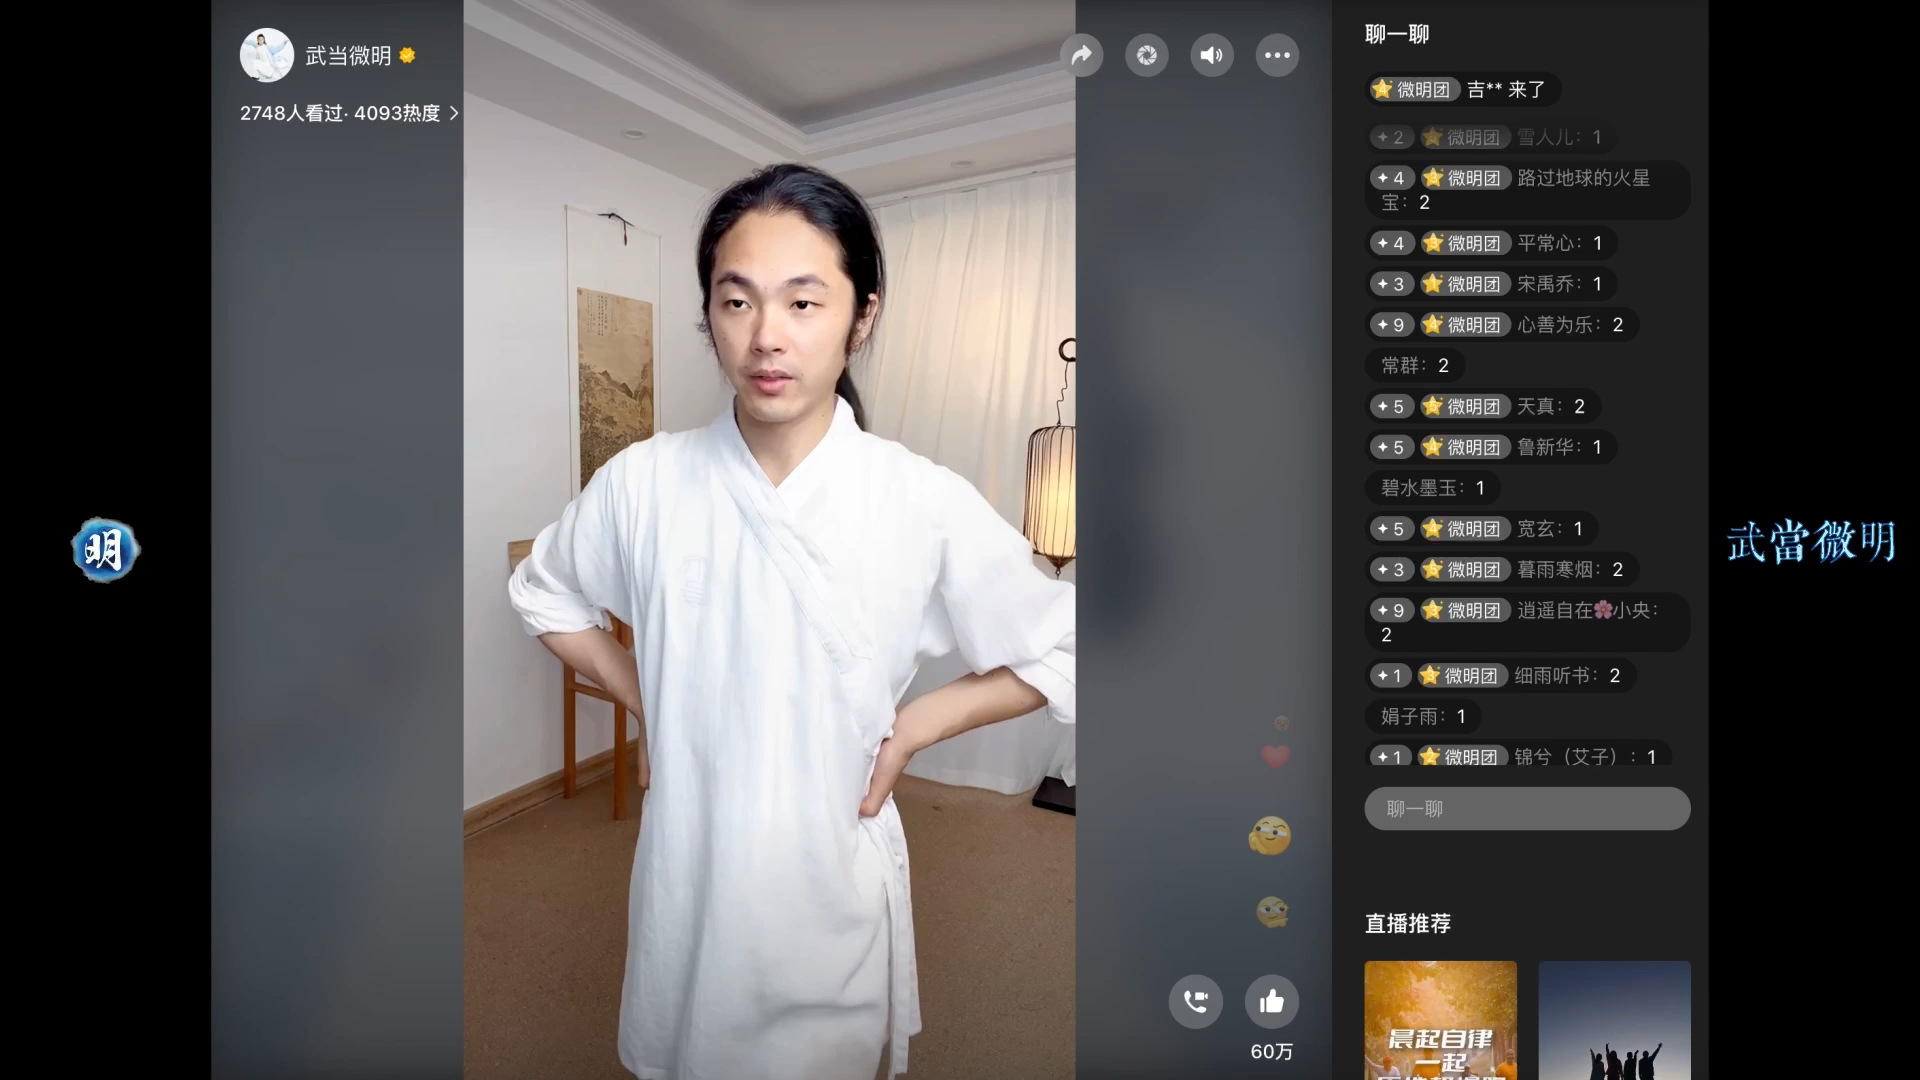 武当微明
2748人看过· 4093热度
聊一聊
微明团 吉** 来了
2 微明团 雪人儿：1
4 微明团 路过地球的火星
宝：2
4 微明团 平常心：1
3 微明团 宋禹乔：1
9 微明团 心善为乐：2
常群：2
5 微明团 天真：2
5 微明团 鲁新华：1
碧水墨玉：1
5 微明团 宽玄：1
3 微明团 暮雨寒烟：2
9 微明团 逍遥自在🌸小央：
2
1 微明团 细雨听书：2
娟子雨：1
1 微明团 锦兮（艾子）：1
聊一聊
直播推荐
晨起自律
一起
60万
明
武當微明